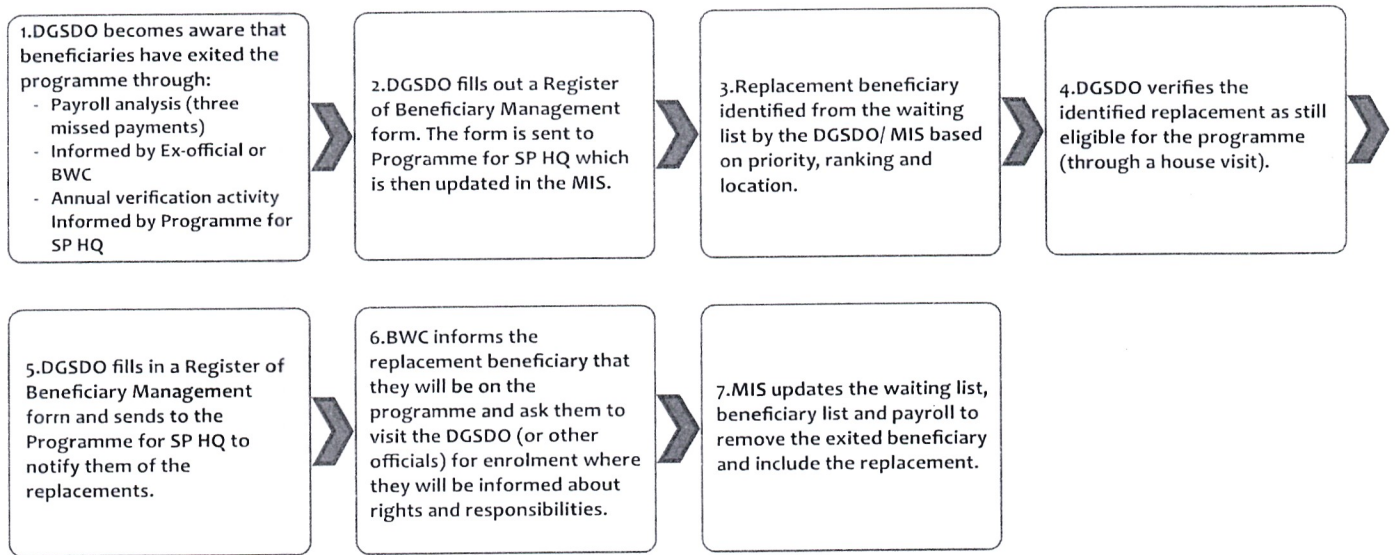 1.DGSDO becomes aware that
beneficiaries have exited the
programme through:
- Payroll analysis (three
missed payments)
- Informed by Ex-official or
BWC
- Annual verification activity
Informed by Programme for
SP HQ
2.DGSDO fills out a Register
of Beneficiary Management
form. The form is sent to
Programme for SP HQ which
is then updated in the MIS.
3.Replacement beneficiary
identified from the waiting
list by the DGSDO/ MIS based
on priority, ranking and
location.
4.DGSDO verifies the
identified replacement as still
eligible for the programme
(through a house visit).
5.DGSDO fills in a Register of
Beneficiary Management
form and sends to the
Programme for SP HQ to
notify them of the
replacements.
6.BWC informs the
replacement beneficiary that
they will be on the
programme and ask them to
visit the DGSDO (or other
officials) for enrolment where
they will be informed about
rights and responsibilities.
7.MIS updates the waiting list,
beneficiary list and payroll to
remove the exited beneficiary
and include the replacement.